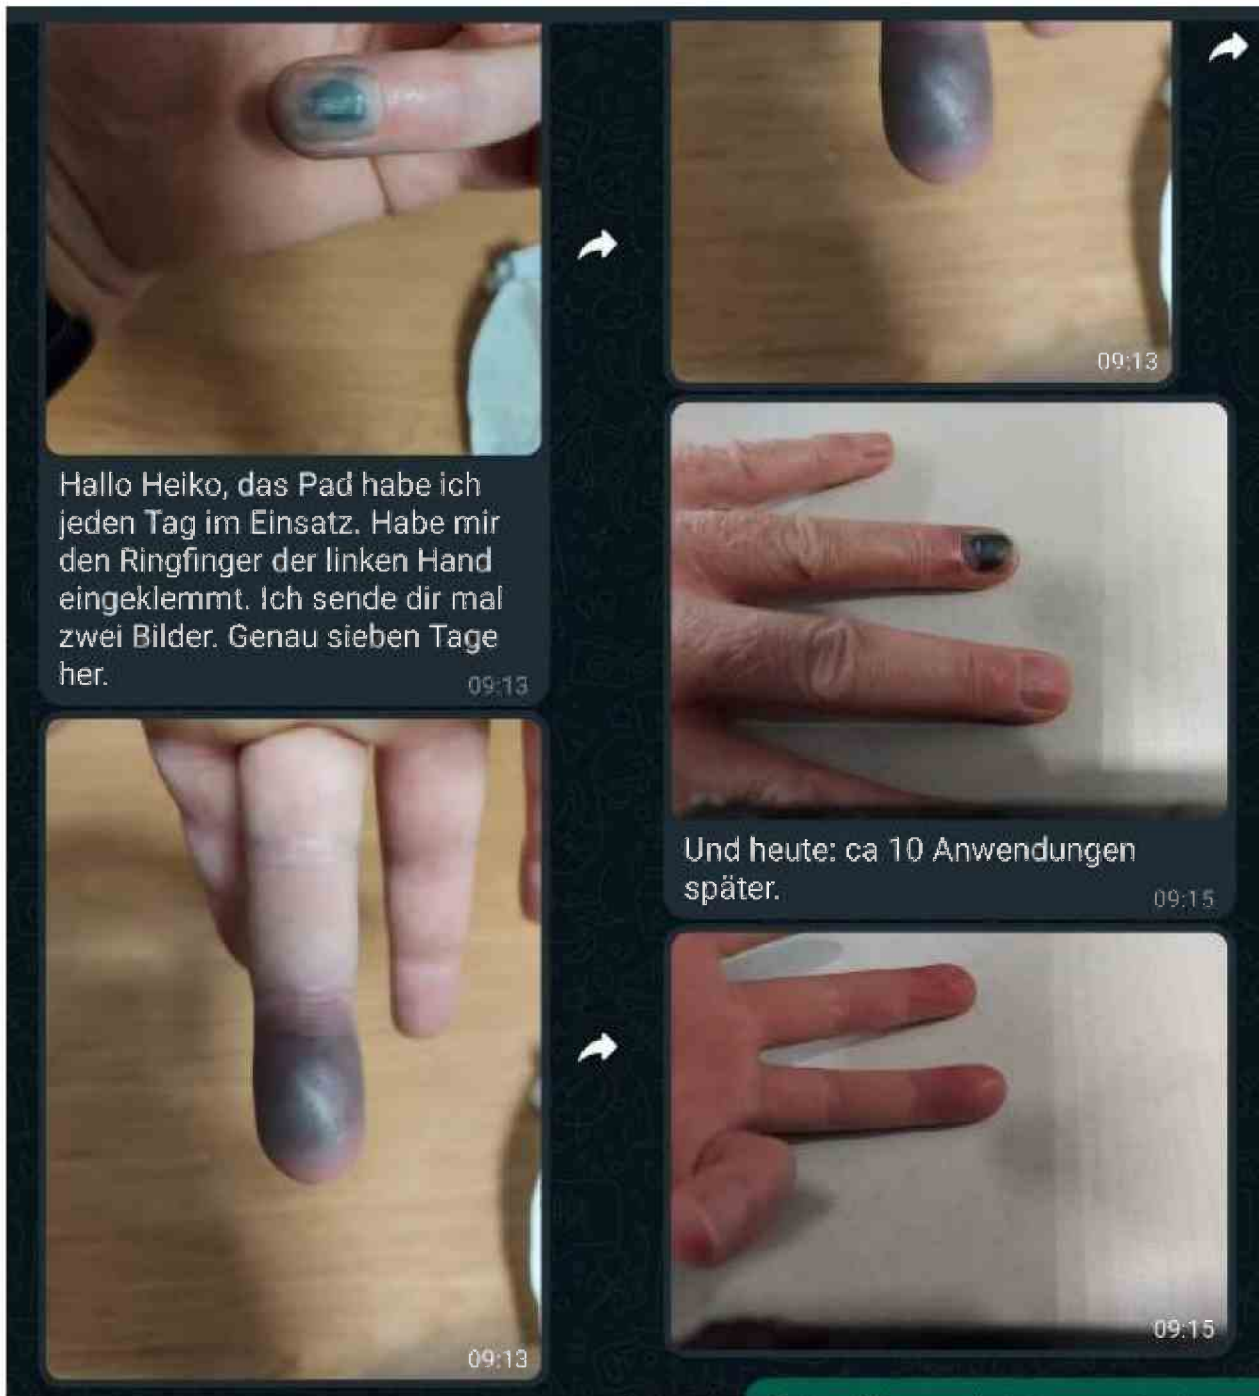 Hallo Heiko, das Pad habe ich
jeden Tag im Einsatz. Habe mir
den Ringfinger der linken Hand
eingeklemmt. Ich sende dir mal
zwei Bilder. Genau sieben Tage
her.
09:13
09:13
09:13
Und heute: ca 10 Anwendungen
später.
09:15
09:15